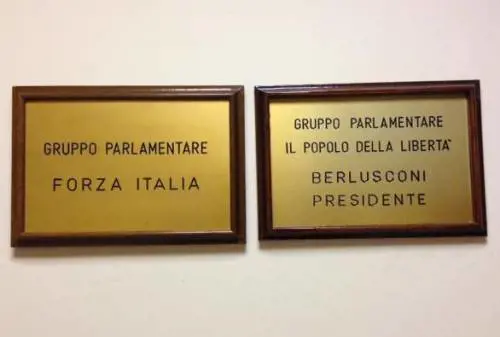 GRUPPO PARLAMENTARE
FORZA ITALIA
GRUPPO PARLAMENTARE
IL POPOLO DELLA LIBERTA'
BERLUSCONI
PRESIDENTE